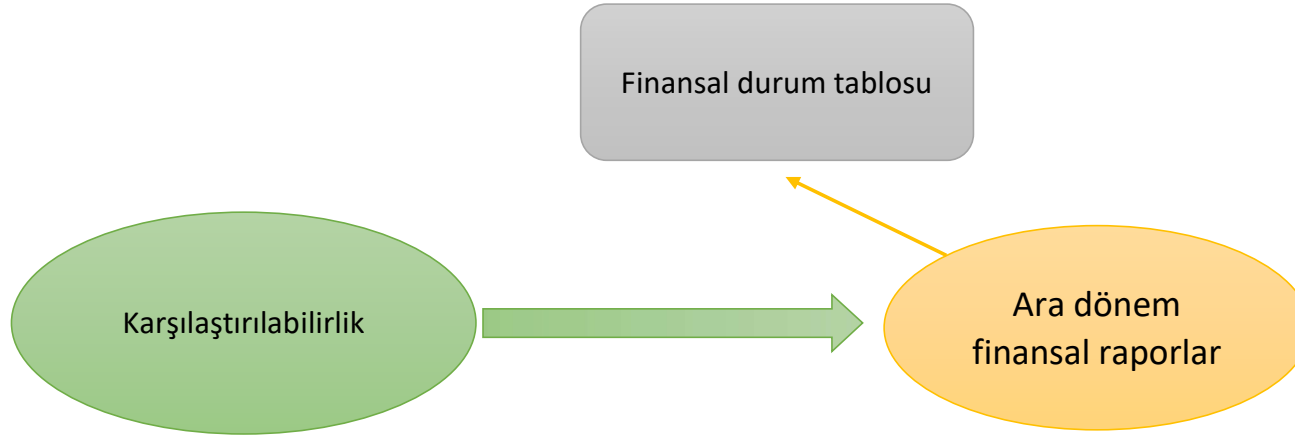 Finansal durum tablosu
Karşılaştırılabilirlik
Ara dönem
finansal raporlar